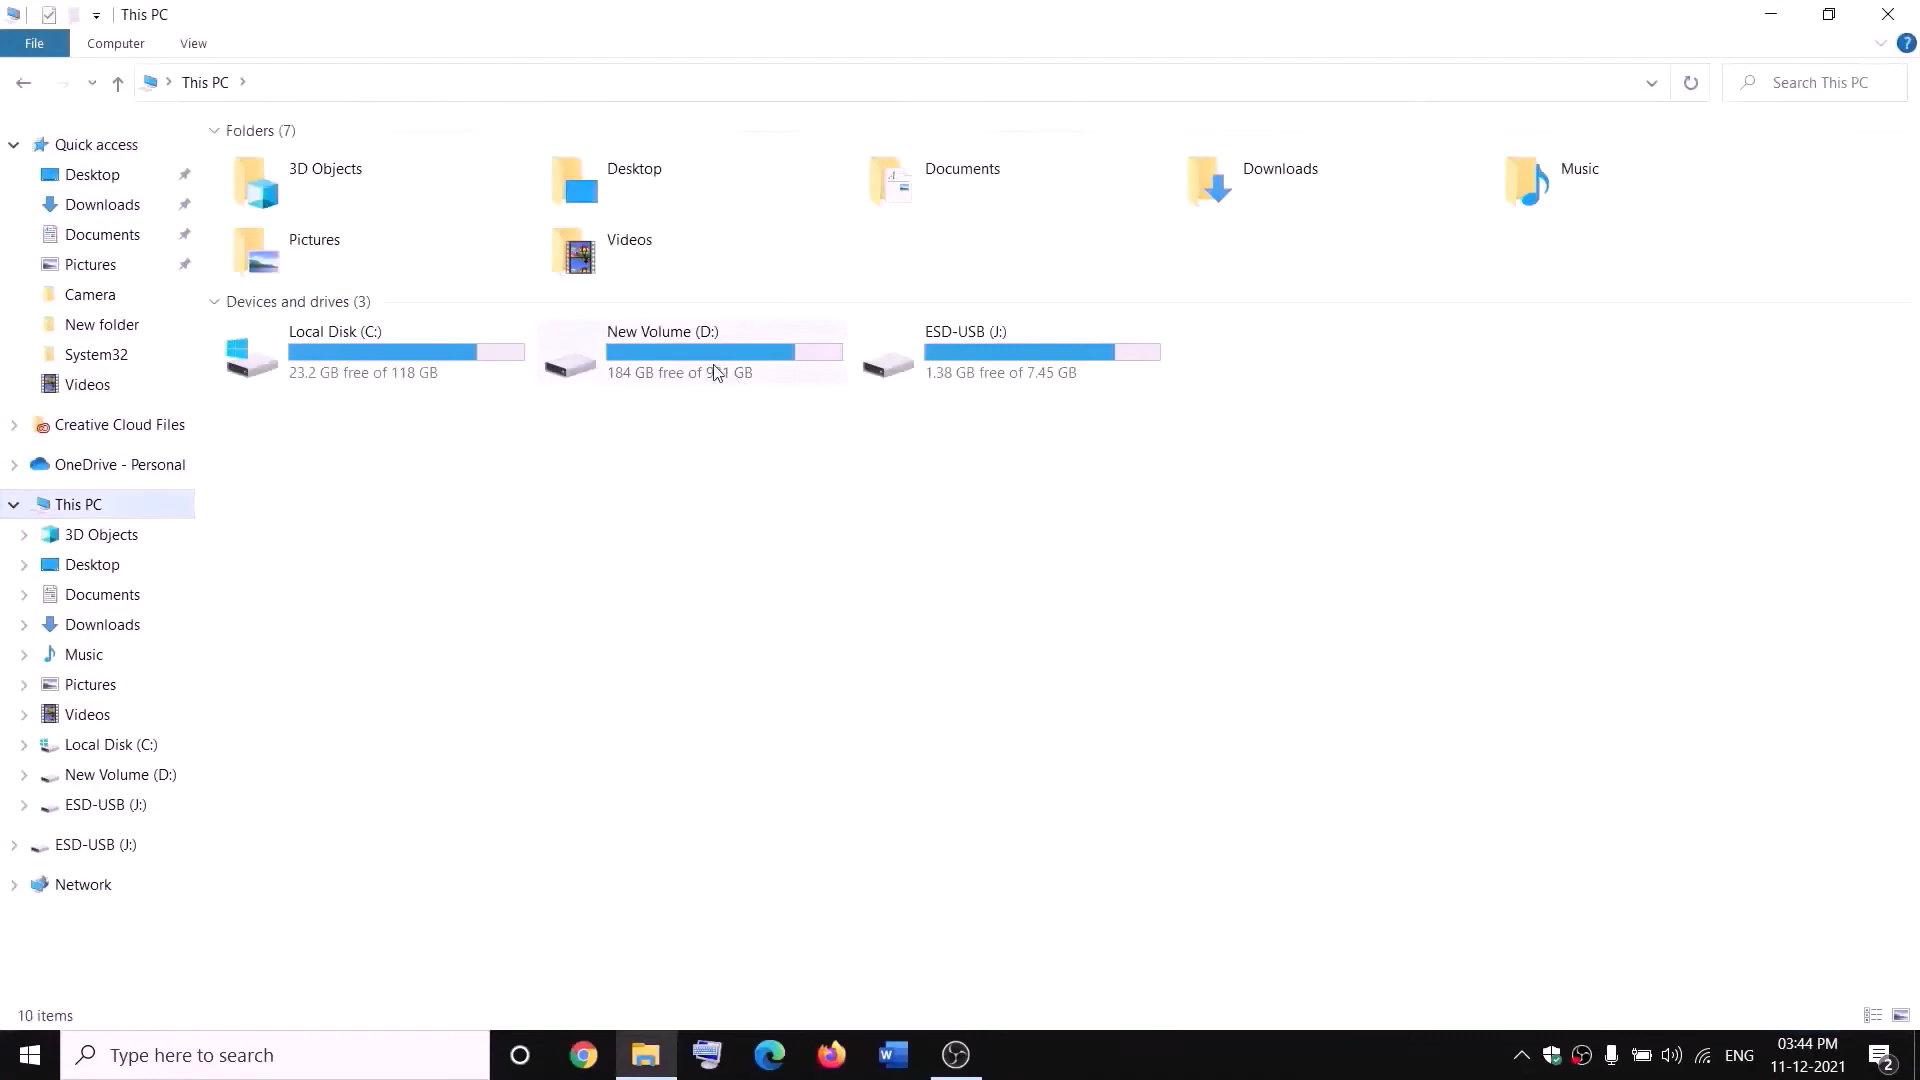 This PC
File Computer View
This PC
Search This PC
Quick access
Desktop
Downloads
Documents
Pictures
Camera
New folder
System32
Videos
Creative Cloud Files
OneDrive - Personal
This PC
3D Objects
Desktop
Documents
Downloads
Music
Pictures
Videos
Local Disk (C:)
New Volume (D:)
ESD-USB (J:)
ESD-USB (J:)
Network
Folders (7)
3D Objects
Desktop
Documents
Downloads
Music
Pictures
Videos
Devices and drives (3)
Local Disk (C:)
23.2 GB free of 118 GB
New Volume (D:)
184 GB free of GB
ESD-USB (J:)
1.38 GB free of 7.45 GB
10 items
Type here to search
ENG
03:44 PM
11-12-2021
2